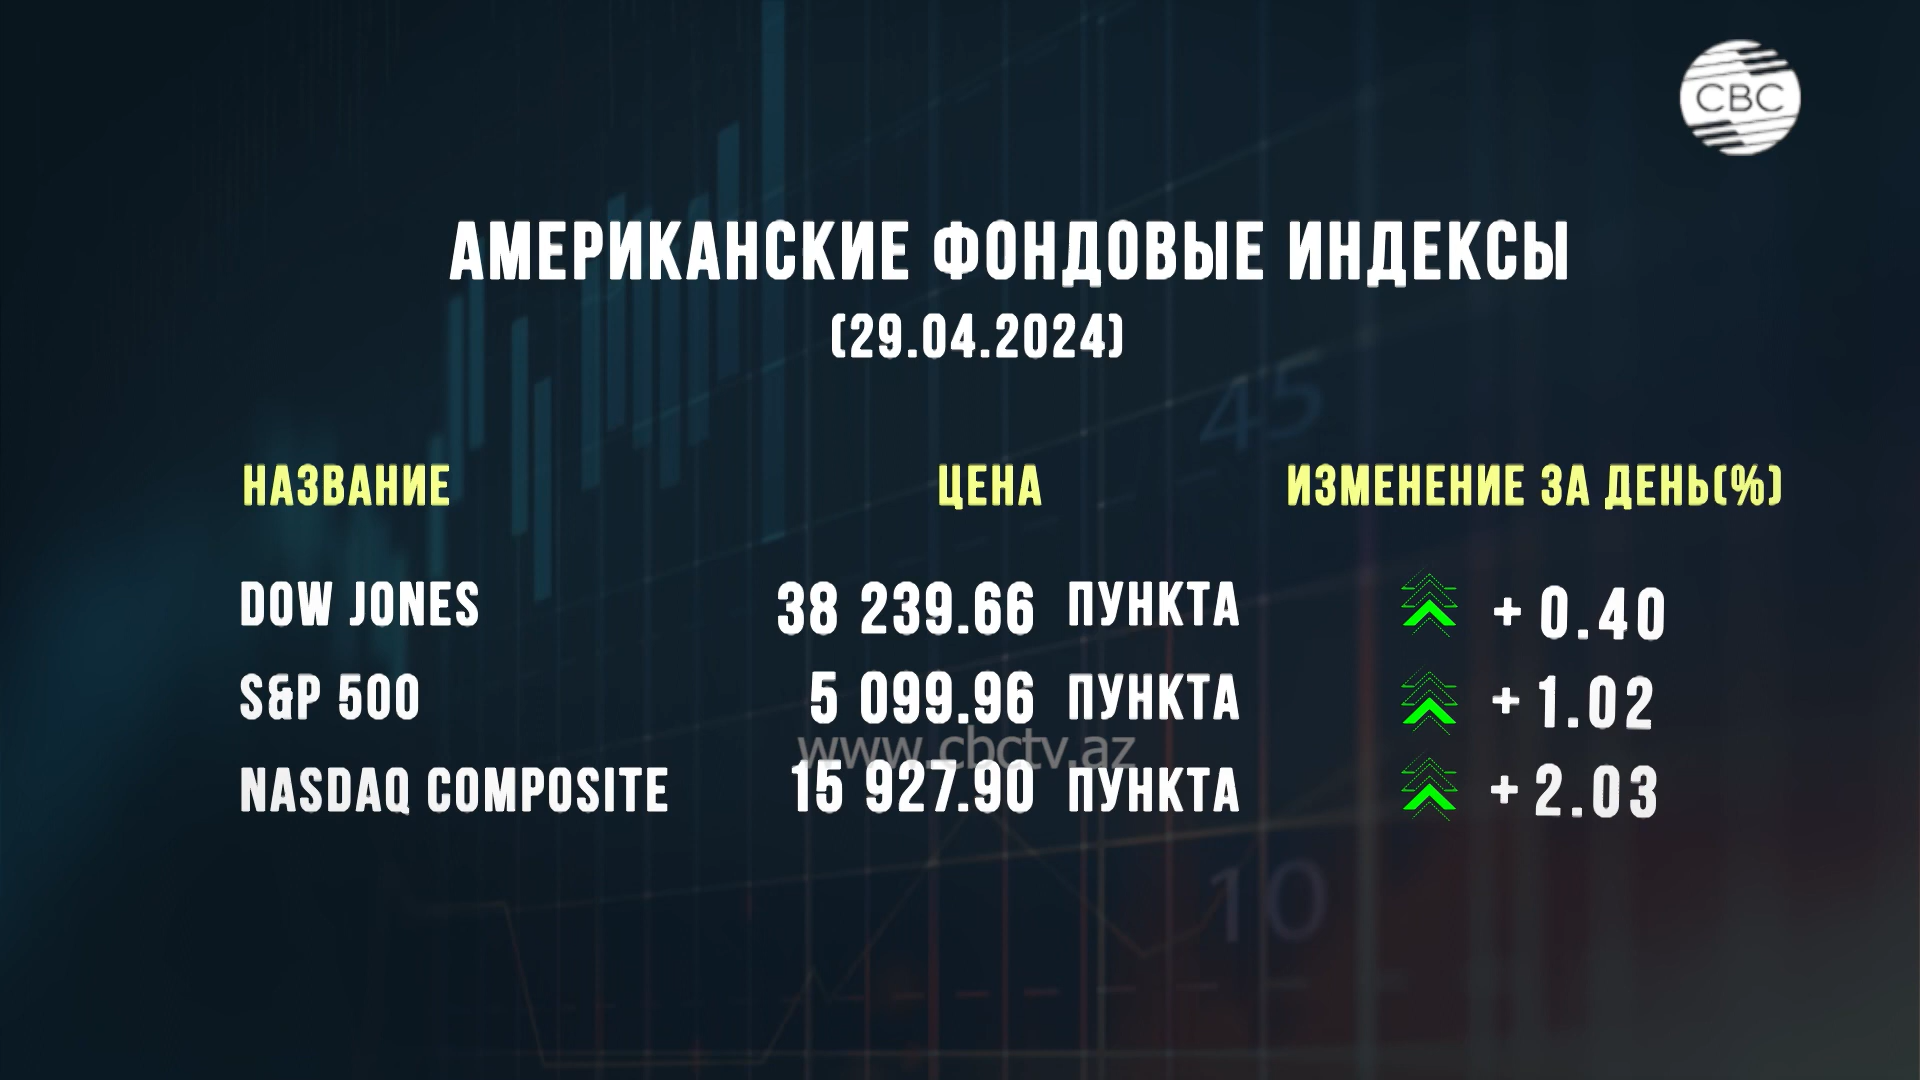 CBC
АМЕРИКАНСКИЕ ФОНДОВЫЕ ИНДЕКСЫ
(29.04.2024)
НАЗВАНИЕ ЦЕНА ИЗМЕНЕНИЕ ЗА ДЕНЬ(%)
45
DOW JONES 38 239.66 ПУНКТА + 0.40
S&P 500 5 099.96 ПУНКТА +1.02
www.cbctv.az
NASDAQ COMPOSITE 15 927.90 ПУНКТА +2.03
10